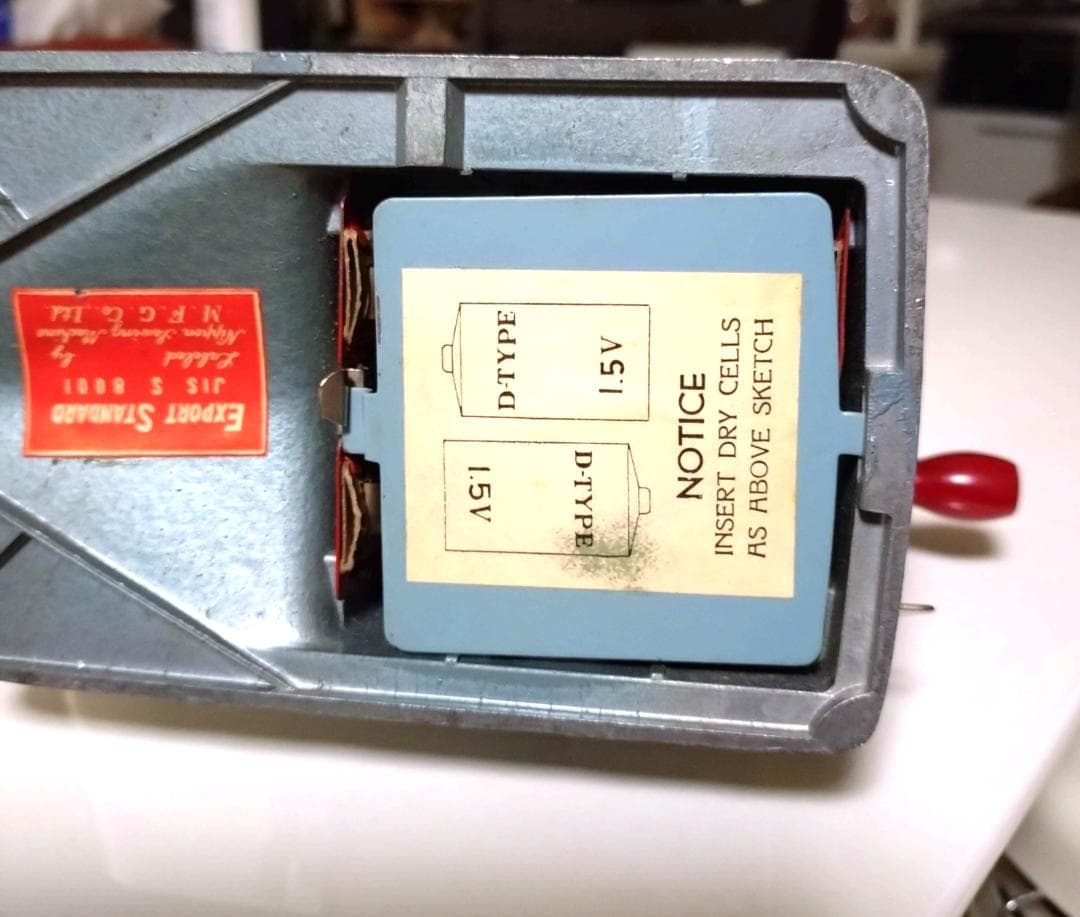 EXPORT STANDARD
JIS S 8001
Labeled by
Nippon Sewing Machine
M.F.G. Co. Ltd
D-TYPE
1.5V
1.5V
D-TYPE
NOTICE
INSERT DRY CELLS
AS ABOVE SKETCH